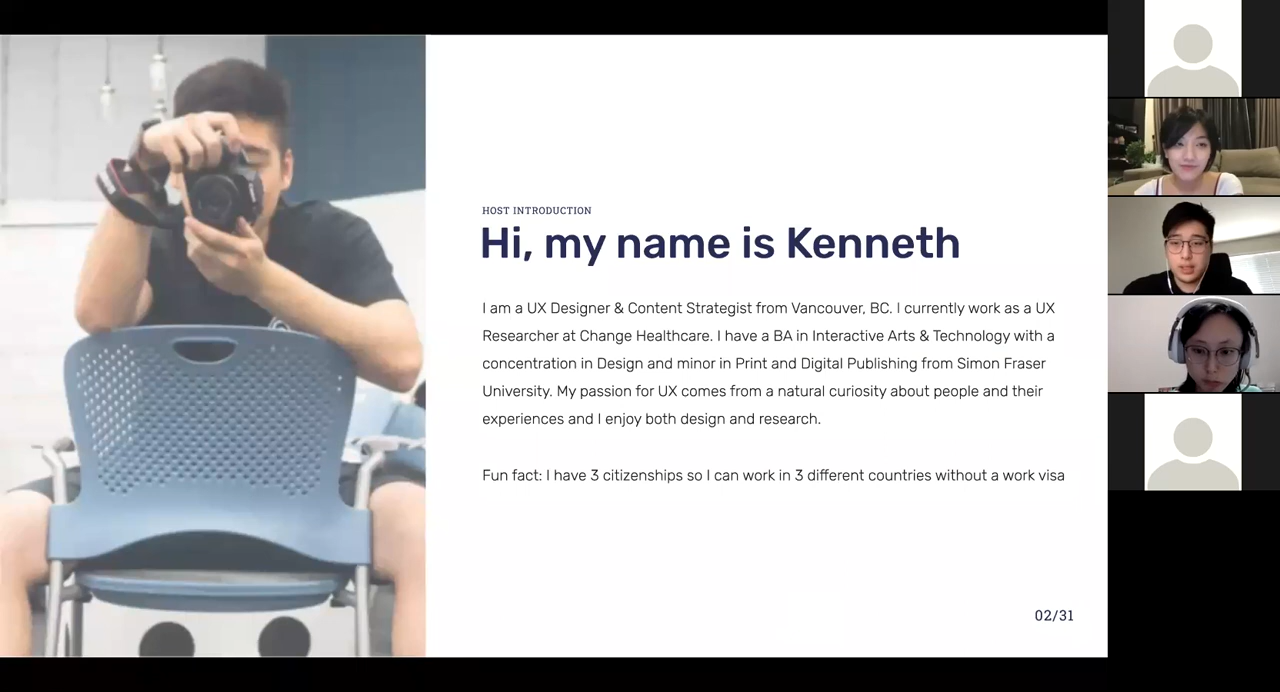 HOST INTRODUCTION
Hi, my name is Kenneth
I am a UX Designer & Content Strategist from Vancouver, BC. I currently work as a UX
Researcher at Change Healthcare. I have a BA in Interactive Arts & Technology with a
concentration in Design and minor in Print and Digital Publishing from Simon Fraser
University. My passion for UX comes from a natural curiosity about people and their
experiences and I enjoy both design and research.
Fun fact: I have 3 citizenships so I can work in 3 different countries without a work visa
02/31